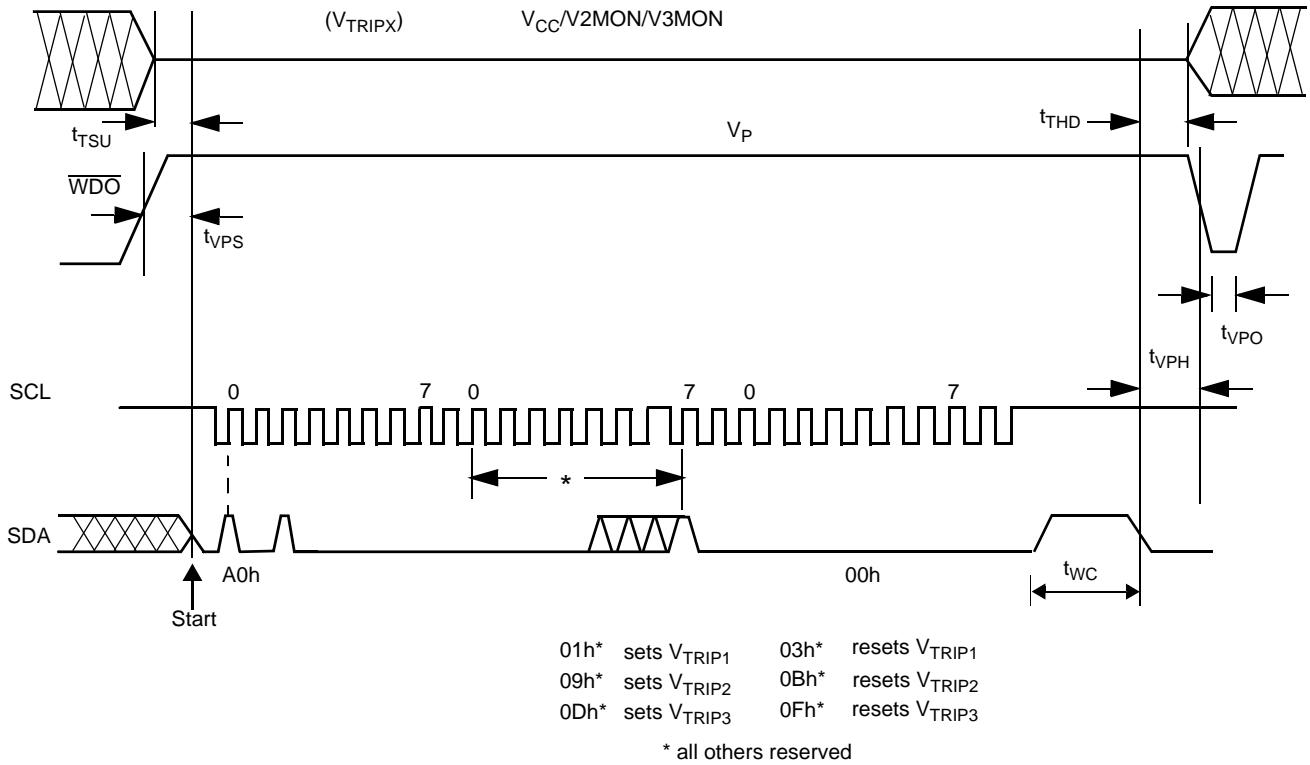 (VTRIPX) VCC/V2MON/V3MON
tTSU
tTHD
VP
WDO
tVPS
tVPO
tVPH
SCL
0 7 0 7 0 7
*
SDA
A0h
00h
tWC
Start
01h* sets VTRIP1 03h* resets VTRIP1
09h* sets VTRIP2 0Bh* resets VTRIP2
0Dh* sets VTRIP3 0Fh* resets VTRIP3
* all others reserved